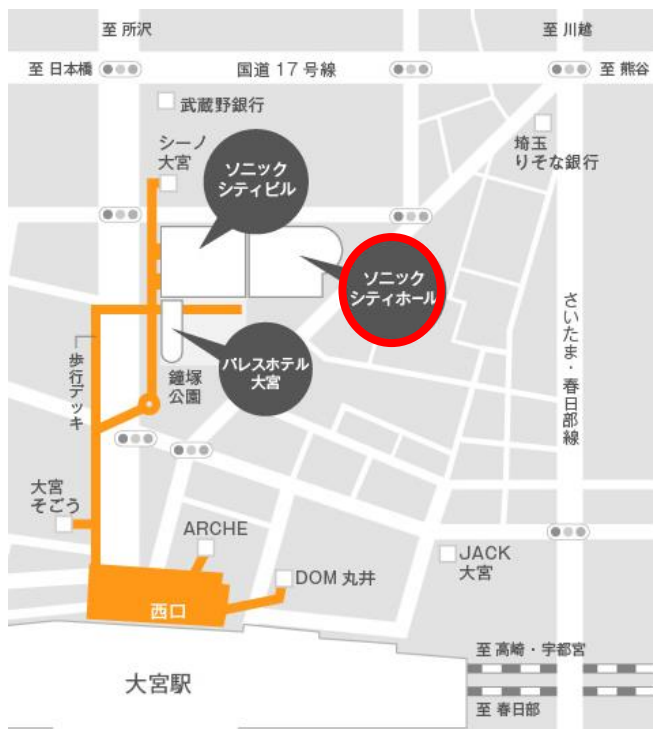 至 所沢
至 川越
至 日本橋
国道 17 号線
至 熊谷
武蔵野銀行
シーノ
大宮
埼玉
りそな銀行
ソニック
シティビル
ソニック
シティホール
さいたま・春日部線
パレスホテル
大宮
鐘塚
公園
歩行デッキ
大宮
そごう
ARCHE
JACK
大宮
DOM 丸井
西口
至 高崎・宇都宮
大宮駅
至 春日部